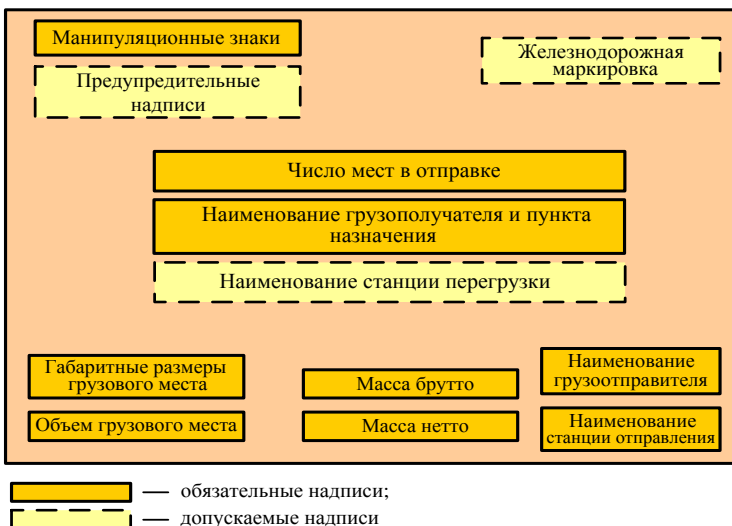 Манипуляционные знаки
Железнодорожная
маркировка
Предупредительные
надписи
Число мест в отправке
Наименование грузополучателя и пункта
назначения
Наименование станции перегрузки
Габаритные размеры
грузового места
Масса брутто
Наименование
грузоотправителя
Объем грузового места
Масса нетто
Наименование
станции отправления
— обязательные надписи;
— допускаемые надписи